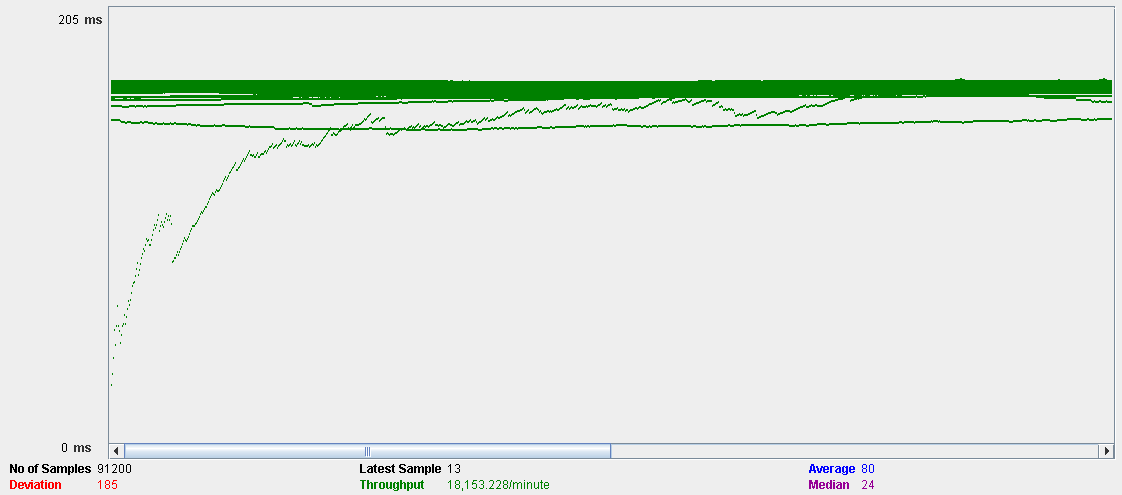 205 ms
0 ms
No of Samples 91200 Latest Sample 13 Average 80
Deviation 185 Throughput 18,153.228/minute Median 24